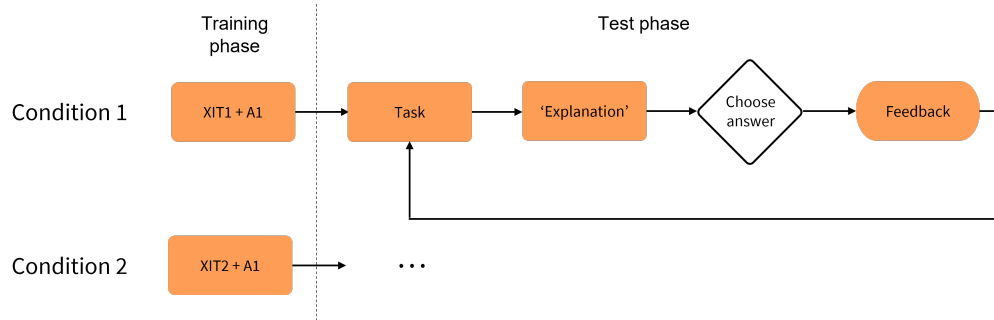 Training
phase
Test phase
Condition 1
XIT1 + A1
Task
‘Explanation’
Choose
answer
Feedback
Condition 2
XIT2 + A1
...